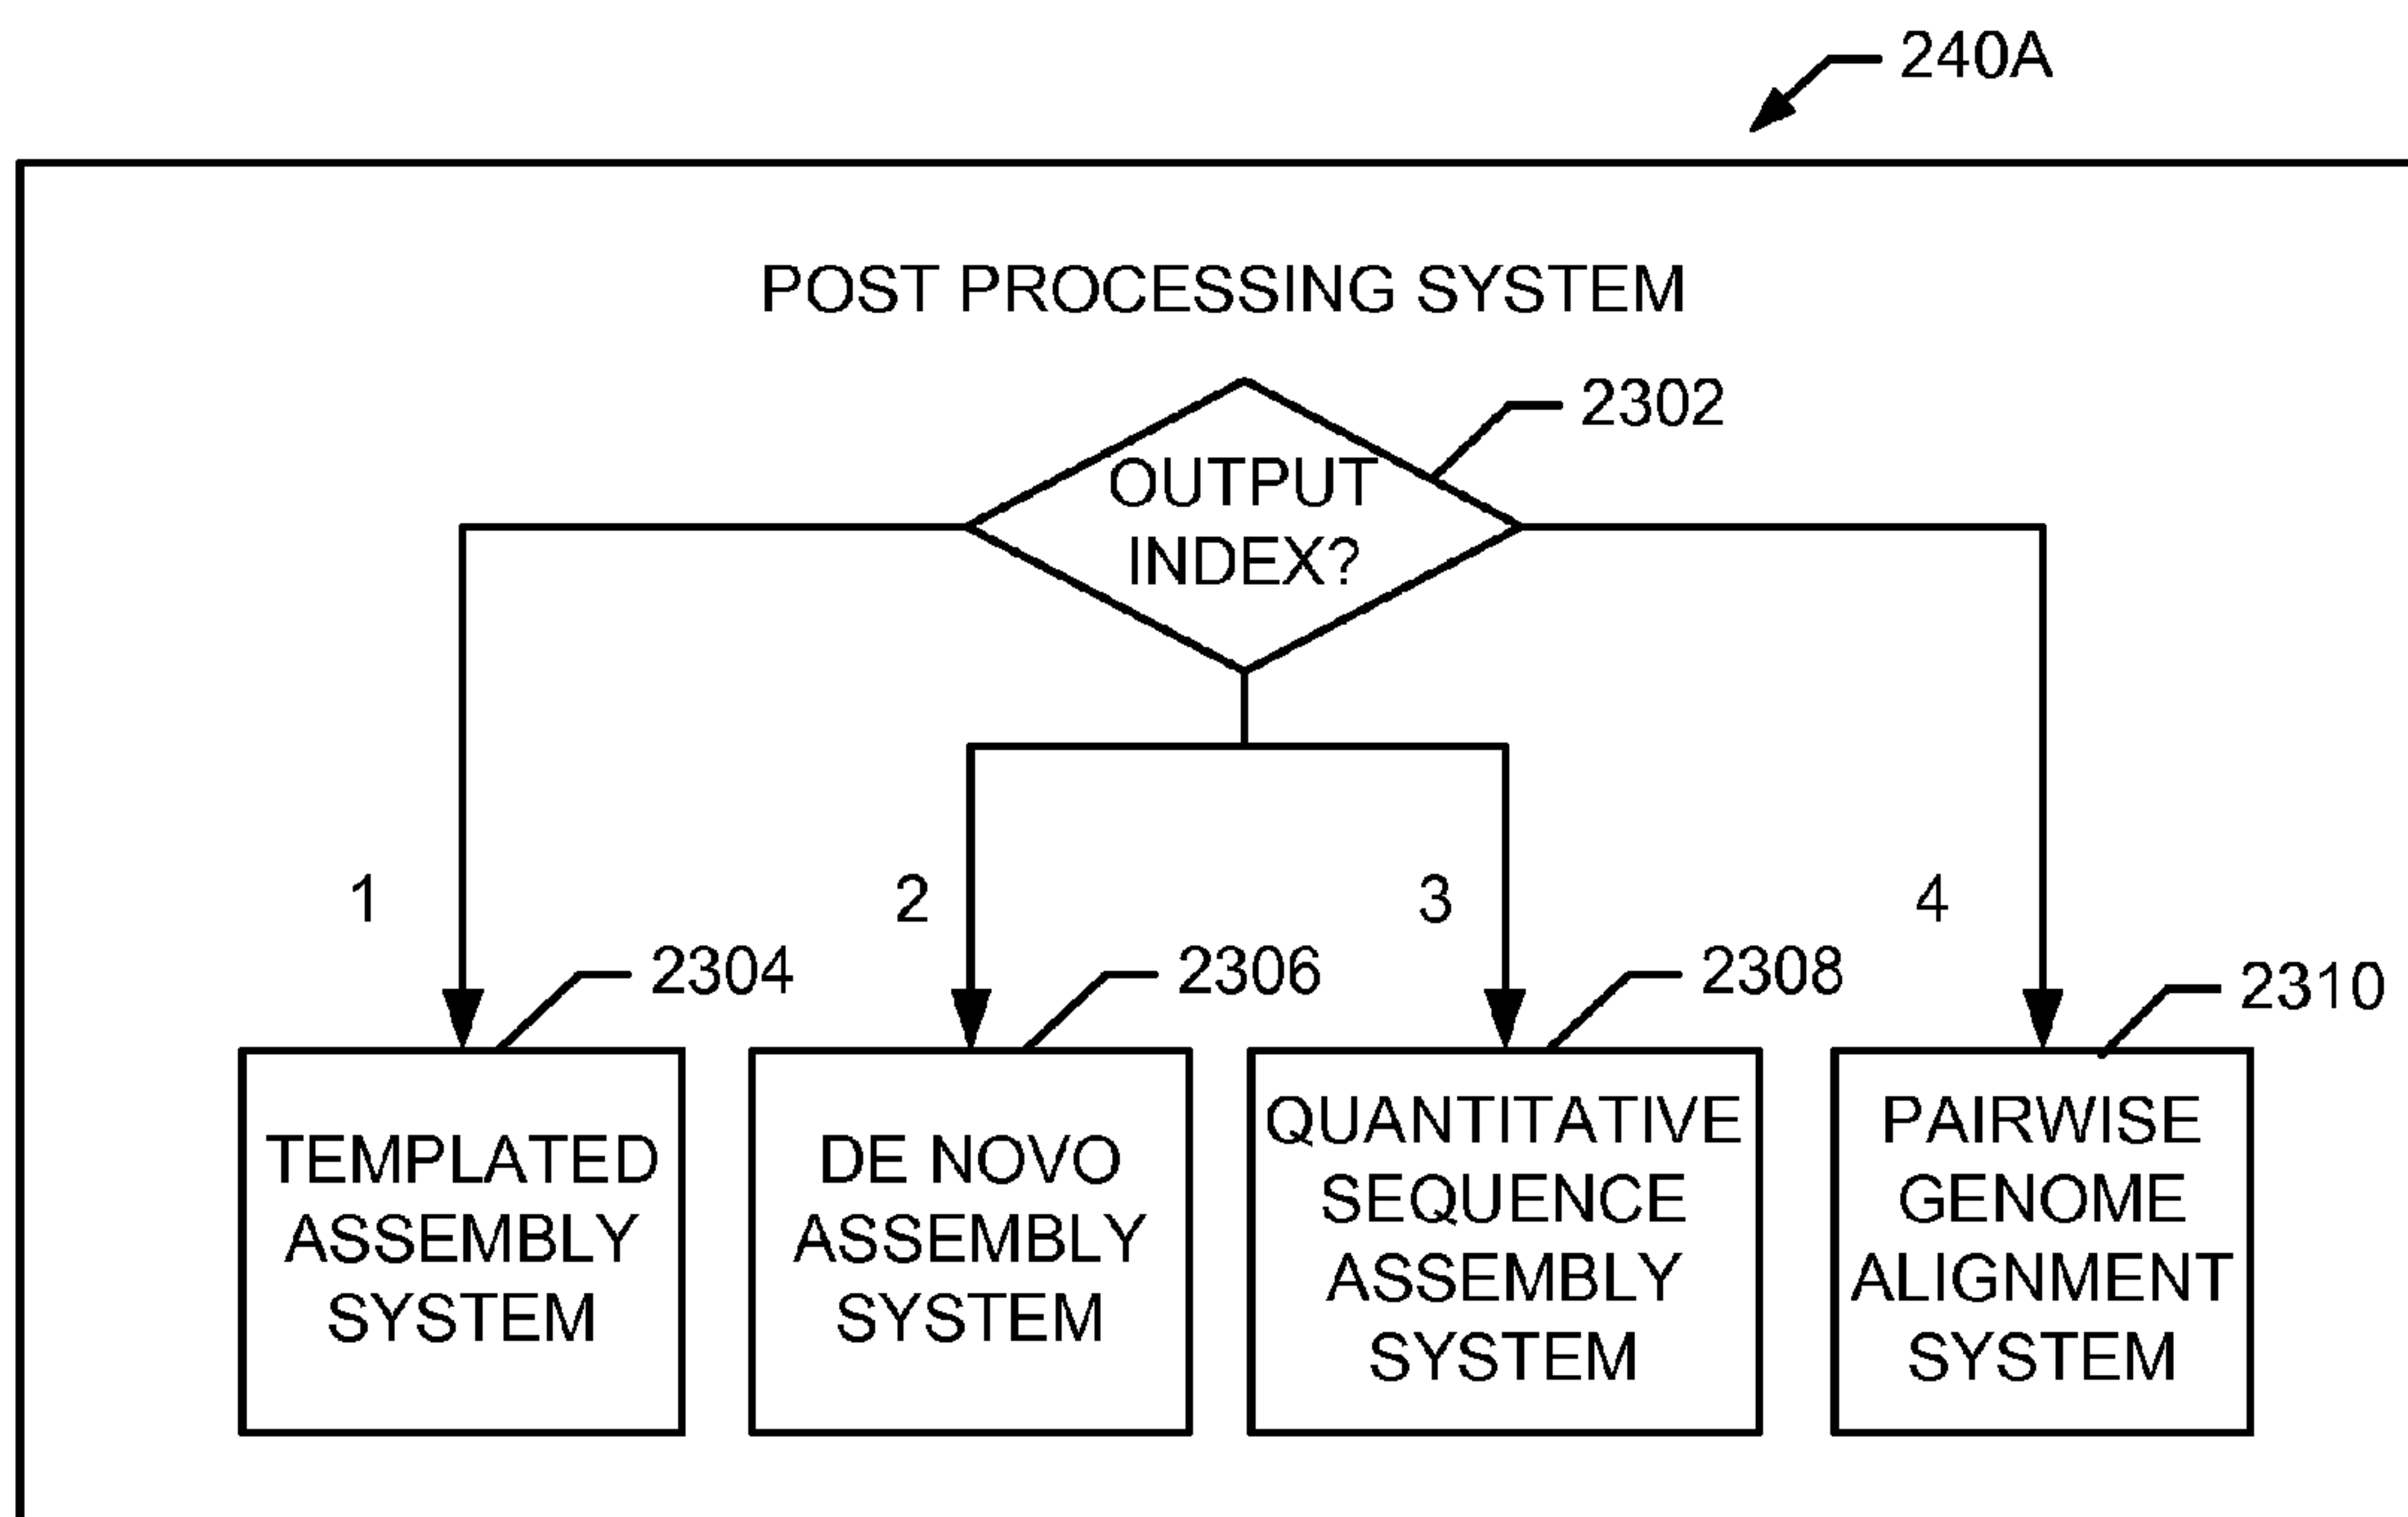 240A
POST PROCESSING SYSTEM
2302
OUTPUT
INDEX?
1
2
3
4
2304
2306
2308
2310
TEMPLATED
ASSEMBLY
SYSTEM
DE NOVO
ASSEMBLY
SYSTEM
QUANTITATIVE
SEQUENCE
ASSEMBLY
SYSTEM
PAIRWISE
GENOME
ALIGNMENT
SYSTEM